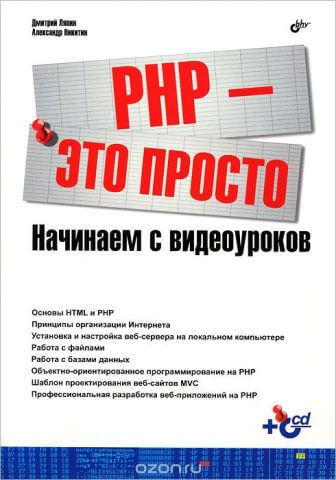 Дмитрий Ляпин
Александр Никитин
bhv
PHP –
ЭТО ПРОСТО
Начинаем с видеоуроков
Основы HTML и PHP
Принципы организации Интернета
Установка и настройка веб-сервера на локальном компьютере
Работа с файлами
Работа с базами данных
Объектно-ориентированное программирование на PHP
Шаблон проектирования веб-сайтов MVC
Профессиональная разработка веб-приложений на PHP
+cd
ozon.ru